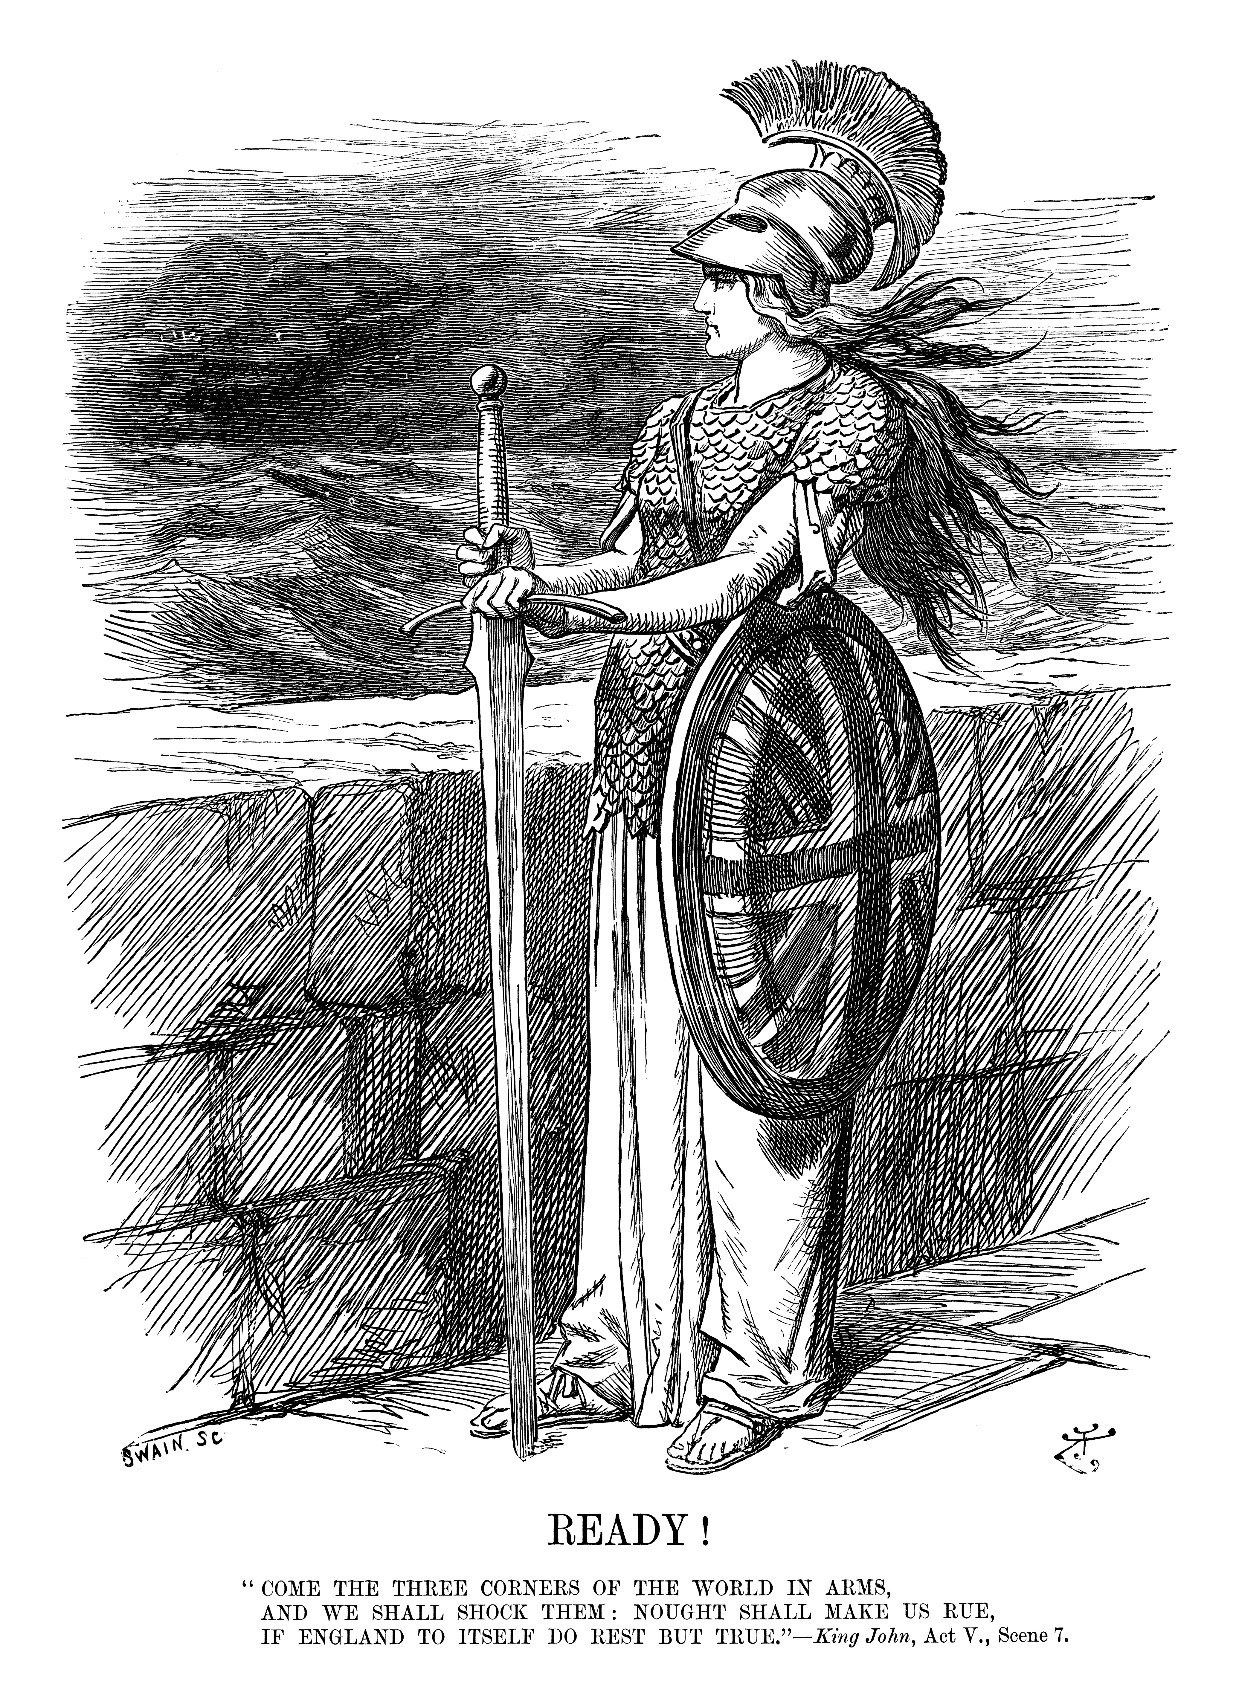 SWAIN. SC
READY!
"COME THE THREE CORNERS OF THE WORLD IN ARMS,
AND WE SHALL SHOCK THEM: NOUGHT SHALL MAKE US RUE,
IF ENGLAND TO ITSELF DO REST BUT TRUE."—King John, Act V., Scene 7.